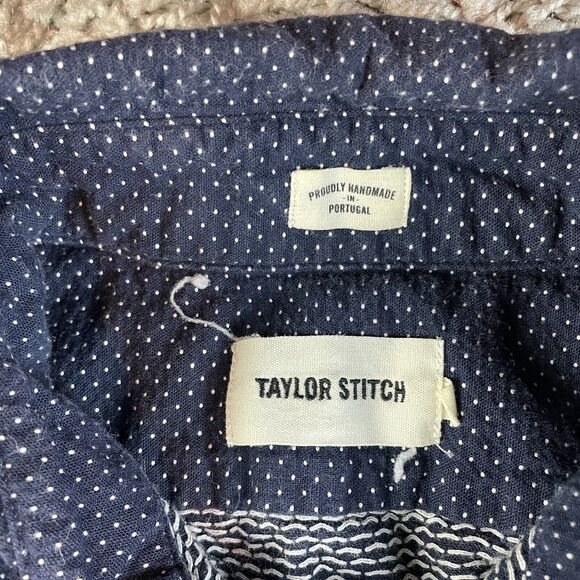 PROUDLY HANDMADE
- IN -
PORTUGAL
TAYLOR STITCH